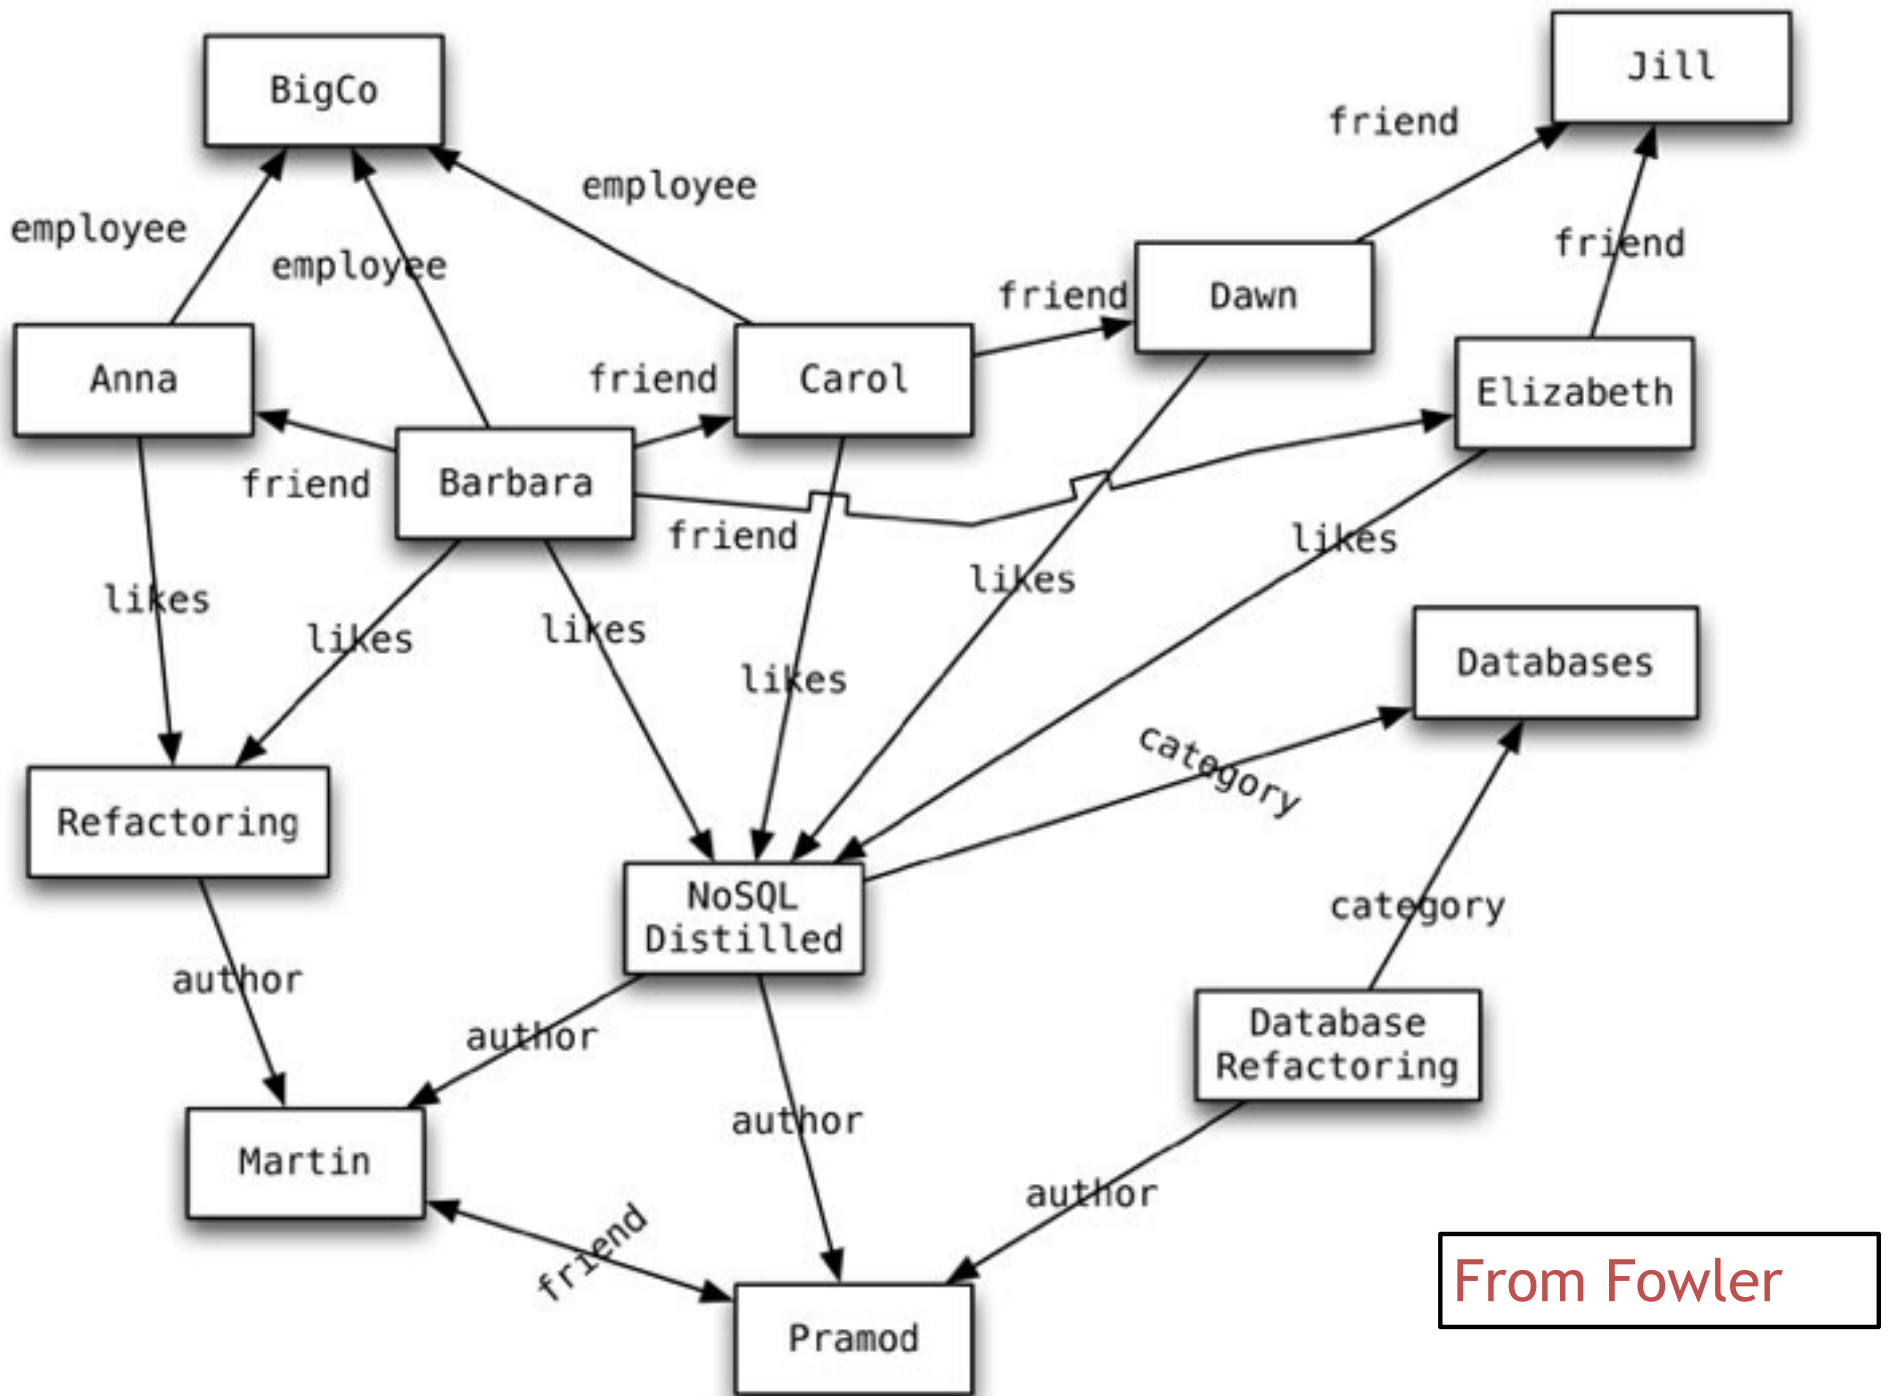 BigCo
Jill
friend
employee
employee
friend
employee
friend
Dawn
Anna
friend
Carol
Elizabeth
friend
Barbara
friend
likes
likes
likes
likes
likes
likes
Databases
category
Refactoring
NoSQL
Distilled
category
author
author
Database
Refactoring
author
Martin
author
friend
From Fowler
Pramod